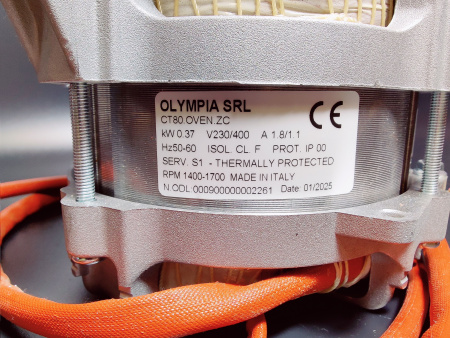 OLYMPIA SRL
CT80.OVEN.ZC
CE
kW 0.37 V230/400 A 1.8/1.1
Hz50-60 ISOL CL F PROT. IP 00
SERV. S1 - THERMALLY PROTECTED
RPM 1400-1700 MADE IN ITALY
N.COL 000900000002261 Date: 01/2025